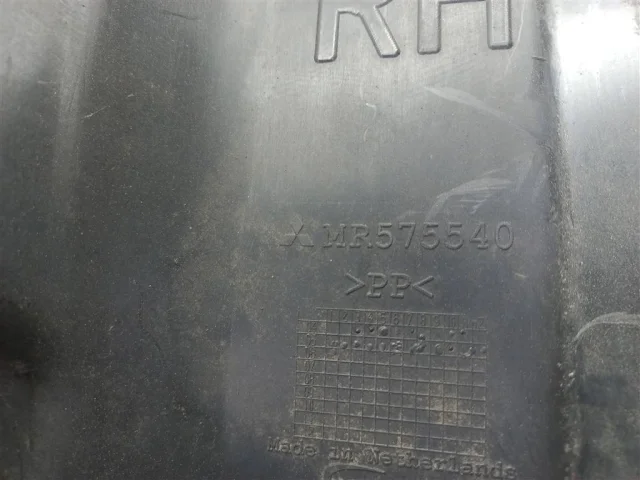 RH
MR575540
>PP<
Made in Netherlands